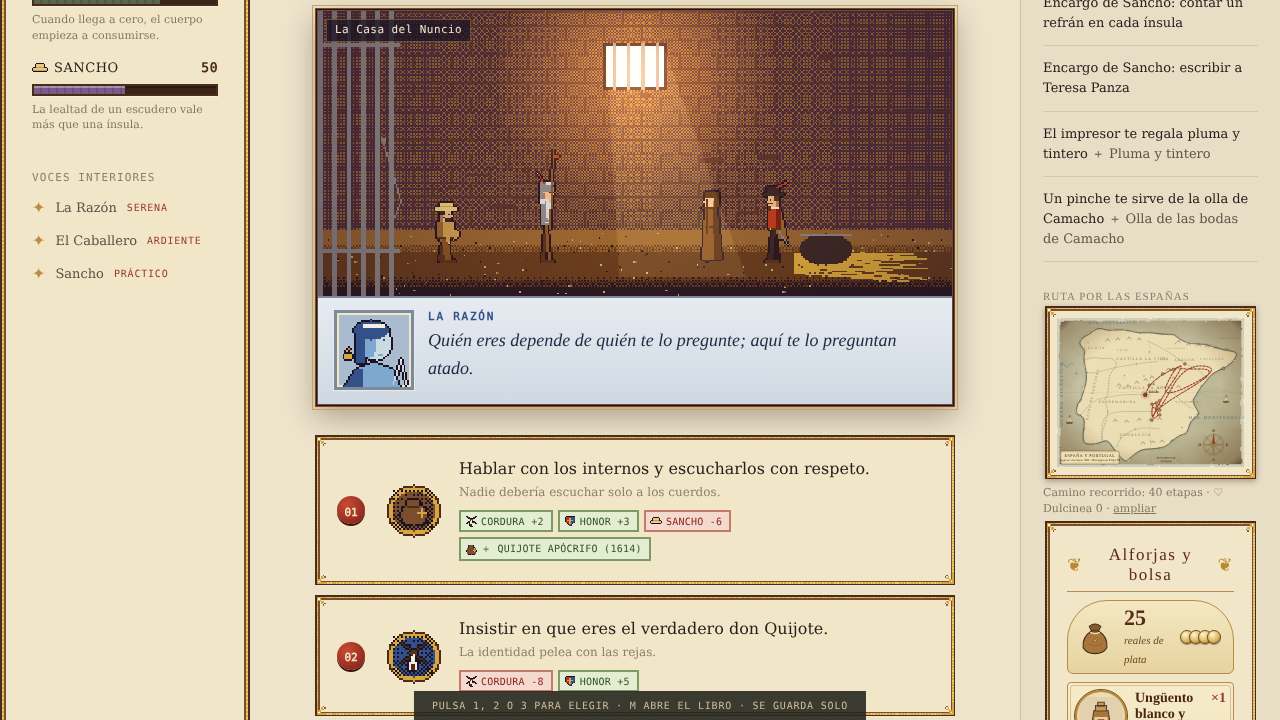 Cuando llega a cero, el cuerpo
empieza a consumirse.
SANCHO 50
La lealtad de un escudero vale
más que una ínsula.
VOCES INTERIORES
La Razón SERENA
El Caballero ARDIENTE
Sancho PRÁCTICO
La Casa del Nuncio
LA RAZÓN
Quién eres depende de quién te lo pregunte; aquí te lo preguntan
atado.
01
Hablar con los internos y escucharlos con respeto.
Nadie debería escuchar solo a los cuerdos.
CORDURA +2 HONOR +3 SANCHO -6
+ QUIJOTE APÓCRIFO (1614)
02
Insistir en que eres el verdadero don Quijote.
La identidad pelea con las rejas.
CORDURA -8 HONOR +5
PULSA 1, 2 O 3 PARA ELEGIR · M ABRE EL LIBRO · SE GUARDA SOLO
Encargo de Sancho: contar un
refrán en cada ínsula
Encargo de Sancho: escribir a
Teresa Panza
El impresor te regala pluma y
tintero + Pluma y tintero
Un pinche te sirve de la olla de
Camacho + Olla de las bodas
de Camacho
RUTA POR LAS ESPAÑAS
ESPAÑA Y PORTUGAL
Camino recorrido: 40 etapas · ♡
Dulcinea 0 · ampliar
Alforjas y
bolsa
25
reales de
plata
Ungüento ×1
blanco y